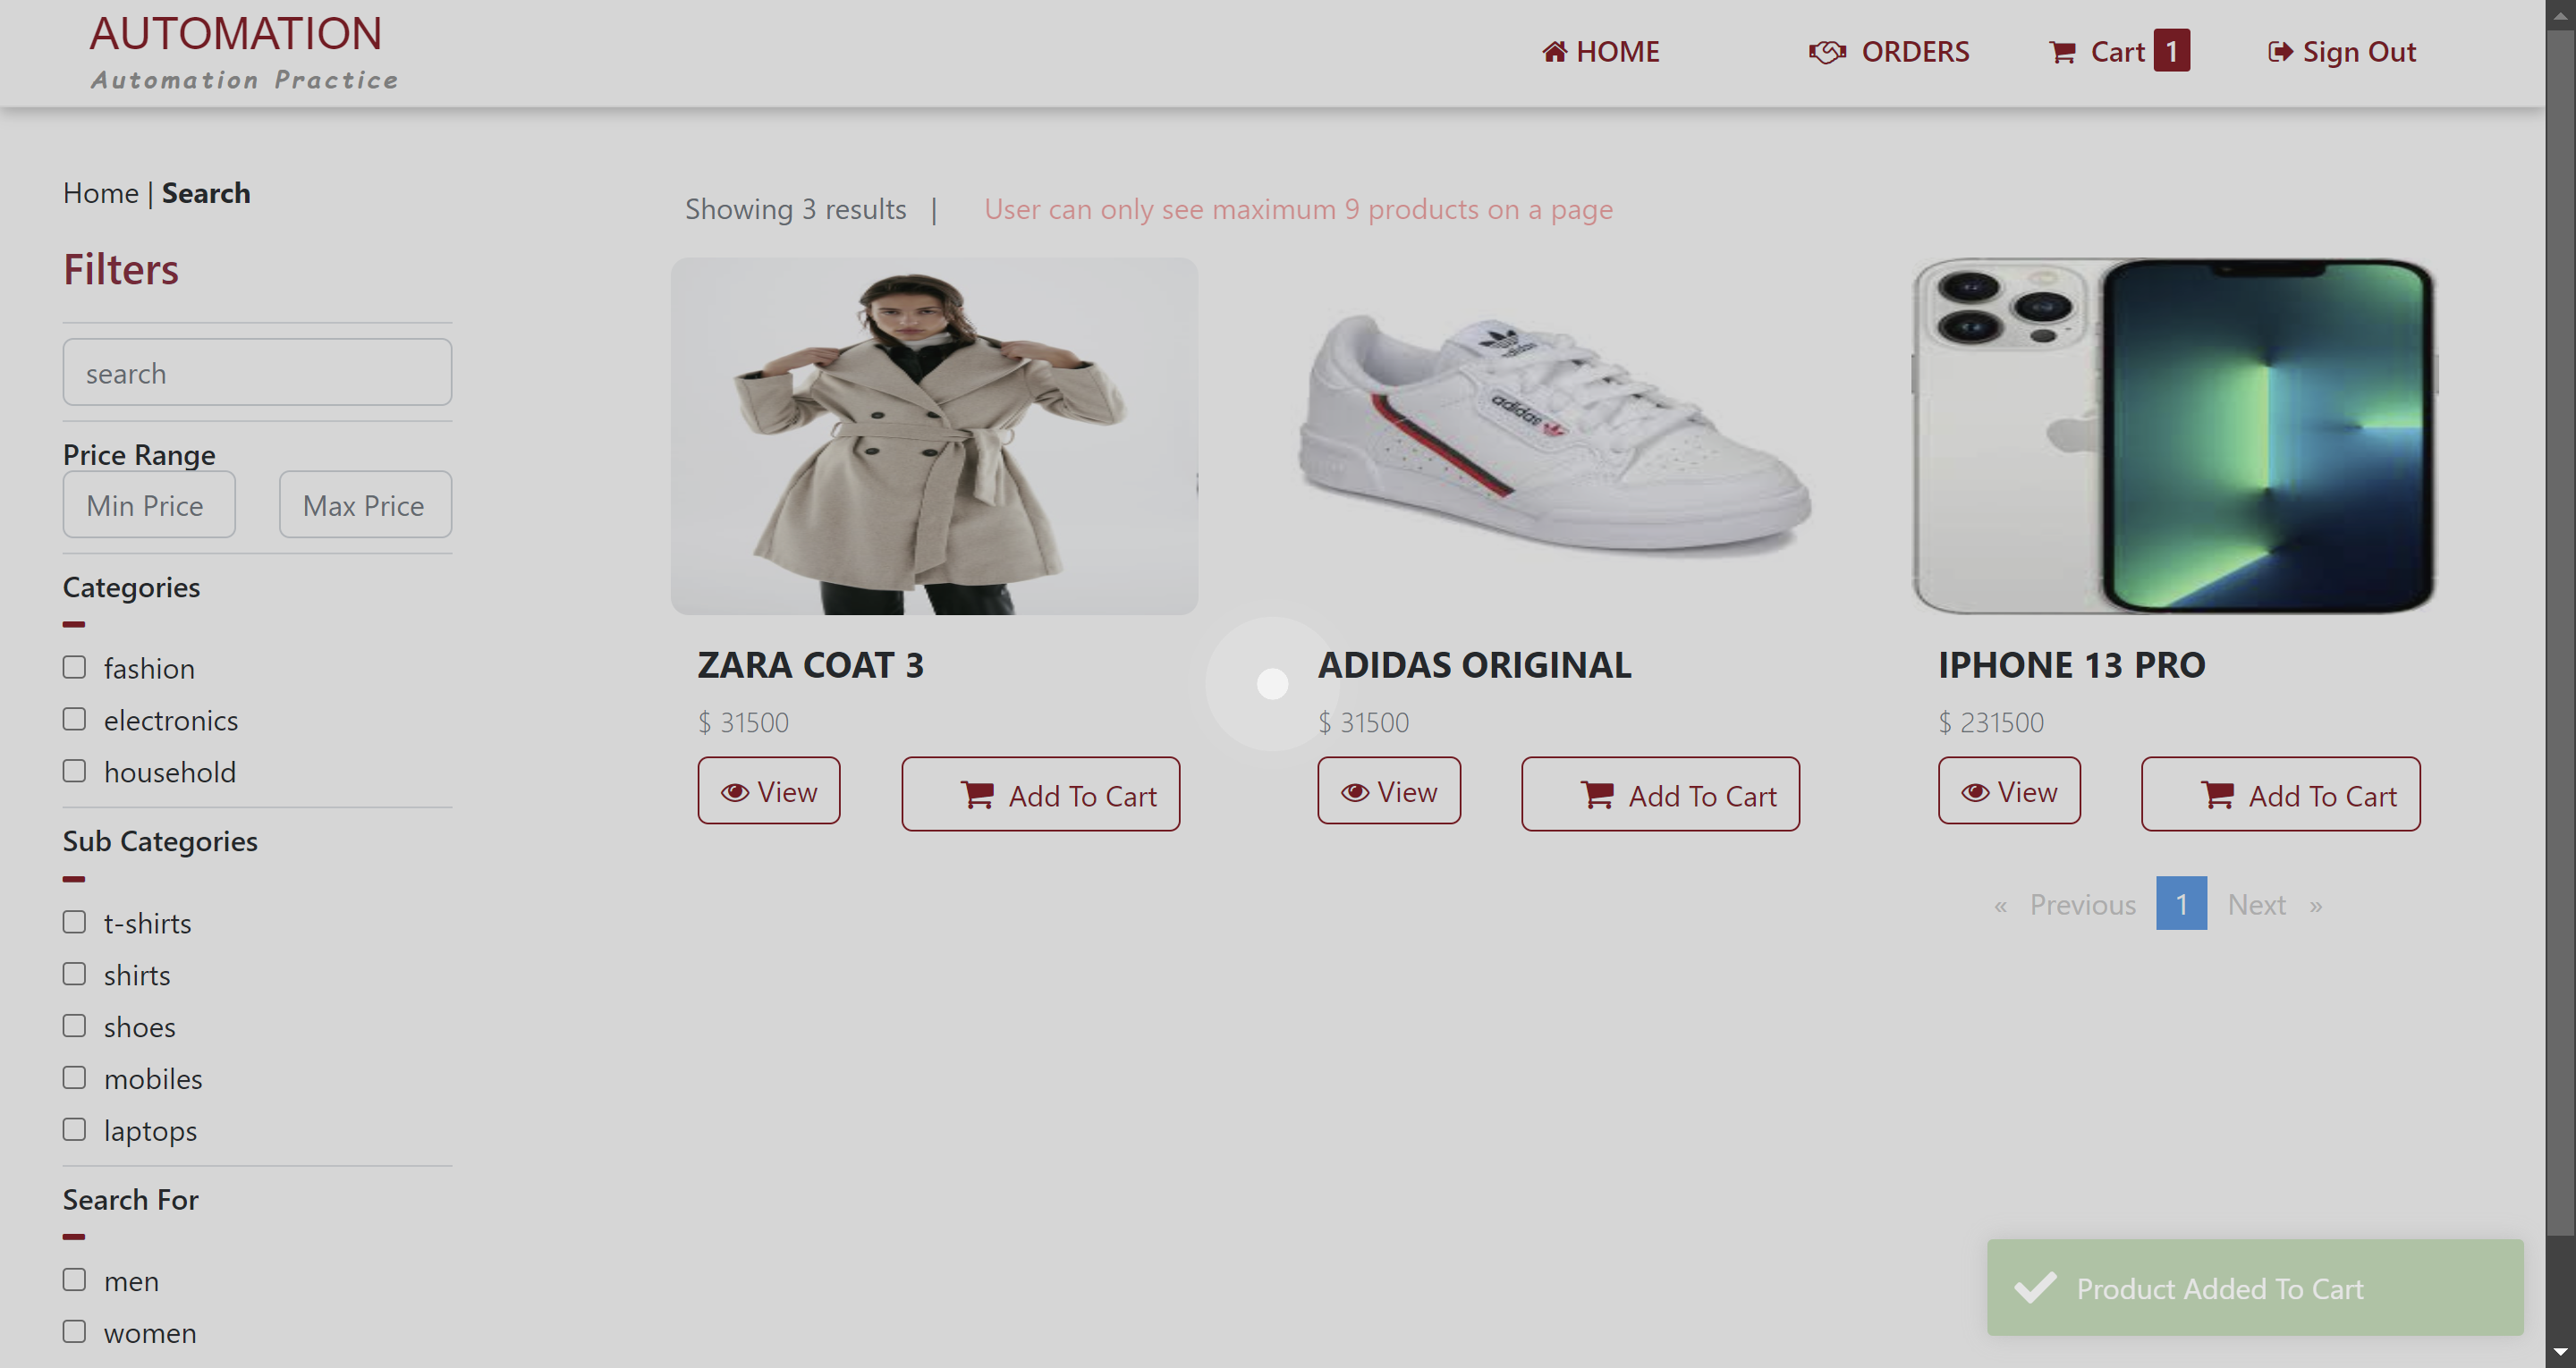 AUTOMATION
Automation Practice
HOME
ORDERS
Cart 1
Sign Out
Home | Search
Showing 3 results |
User can only see maximum 9 products on a page
Filters
search
Price Range
Min Price
Max Price
Categories
fashion
electronics
household
Sub Categories
t-shirts
shirts
shoes
mobiles
laptops
Search For
men
women
adidas
ZARA COAT 3
$ 31500
View
Add To Cart
ADIDAS ORIGINAL
$ 31500
View
Add To Cart
IPHONE 13 PRO
$ 231500
View
Add To Cart
« Previous 1 Next »
Product Added To Cart